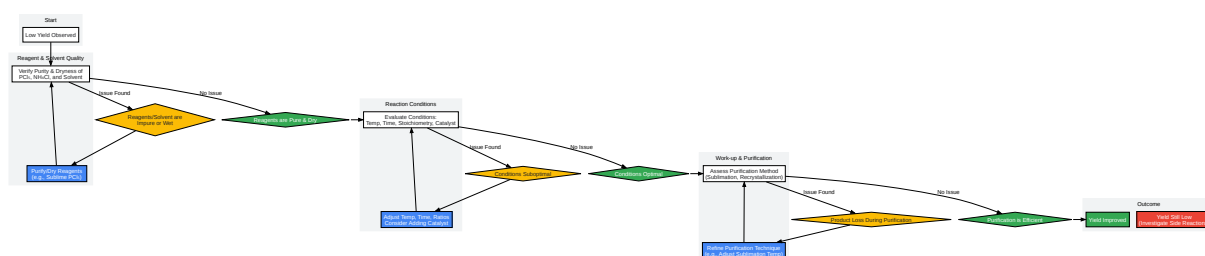 Start
Low Yield Observed
Reagent & Solvent Quality
Verify Purity & Dryness of
PCl₅, NH₄Cl, and Solvent
Issue Found
No Issue
Reagents/Solvent are
Impure or Wet
Reagents are Pure & Dry
Purify/Dry Reagents
(e.g., Sublime PCl₅)
Reaction Conditions
Evaluate Conditions:
Temp, Time, Stoichiometry, Catalyst
Issue Found
No Issue
Conditions Suboptimal
Conditions Optimal
Adjust Temp, Time, Ratios
Consider Adding Catalyst
Work-up & Purification
Assess Purification Method
(Sublimation, Recrystallization)
Issue Found
No Issue
Product Loss During Purification
Purification is Efficient
Refine Purification Technique
(e.g., Adjust Sublimation Temp)
Outcome
Yield Improved
Yield Still Low
(Investigate Side Reaction